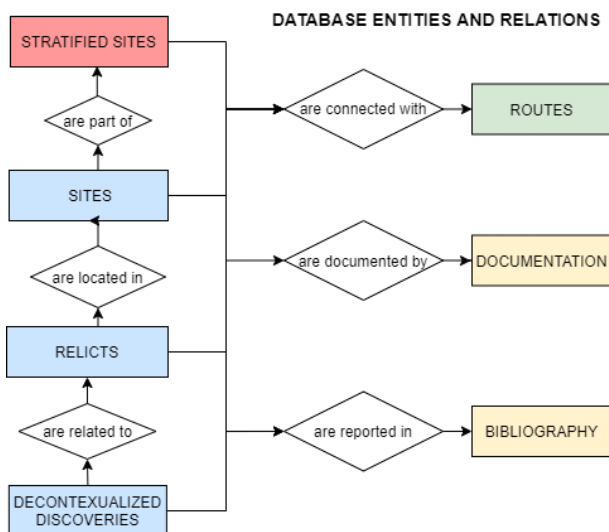 DATABASE ENTITIES AND RELATIONS
STRATIFIED SITES
are connected with
ROUTES
are part of
SITES
are documented by
DOCUMENTATION
are located in
RELICTS
are reported in
BIBLIOGRAPHY
are related to
DECONTEXUALIZED
DISCOVERIES